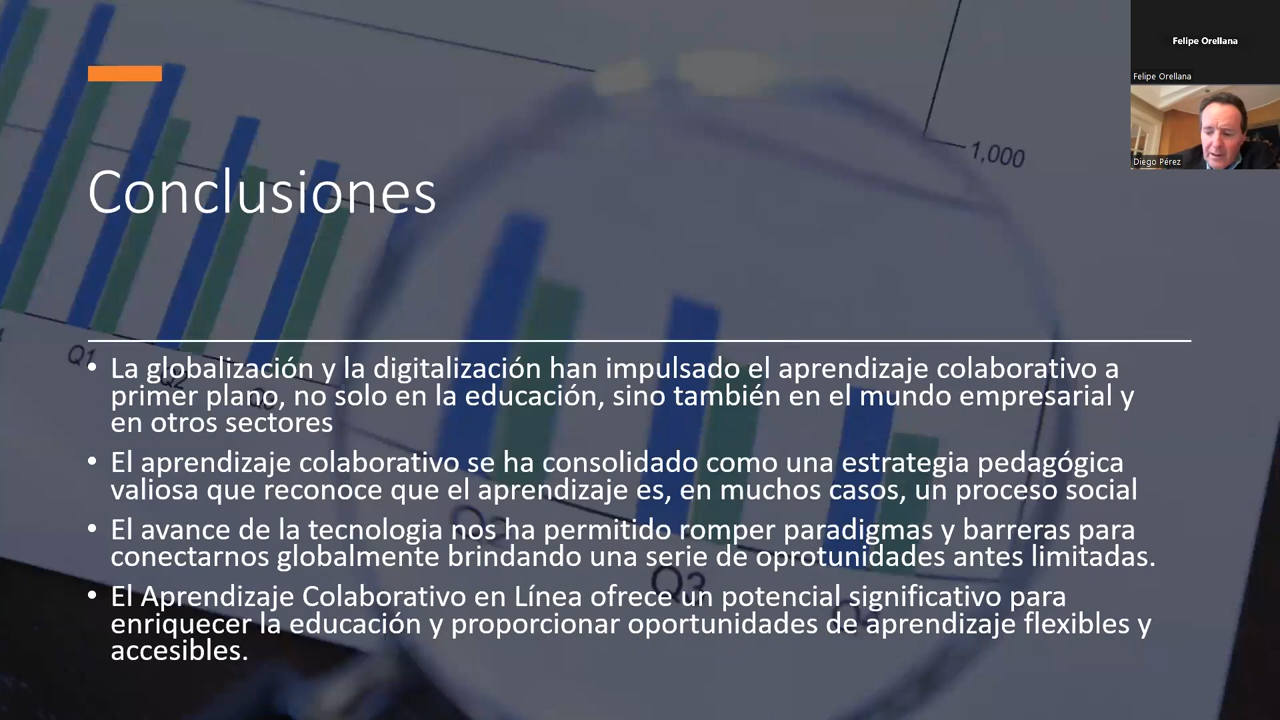 Felipe Orellana
Felipe Orellana
Diego Pérez
1,000
Conclusiones
Q1
Q2
Q3
Q2
Q3
• La globalización y la digitalización han impulsado el aprendizaje colaborativo a
primer plano, no solo en la educación, sino también en el mundo empresarial y
en otros sectores
• El aprendizaje colaborativo se ha consolidado como una estrategia pedagógica
valiosa que reconoce que el aprendizaje es, en muchos casos, un proceso social
• El avance de la tecnologia nos ha permitido romper paradigmas y barreras para
conectarnos globalmente brindando una serie de oprotunidades antes limitadas.
• El Aprendizaje Colaborativo en Línea ofrece un potencial significativo para
enriquecer la educación y proporcionar oportunidades de aprendizaje flexibles y
accesibles.